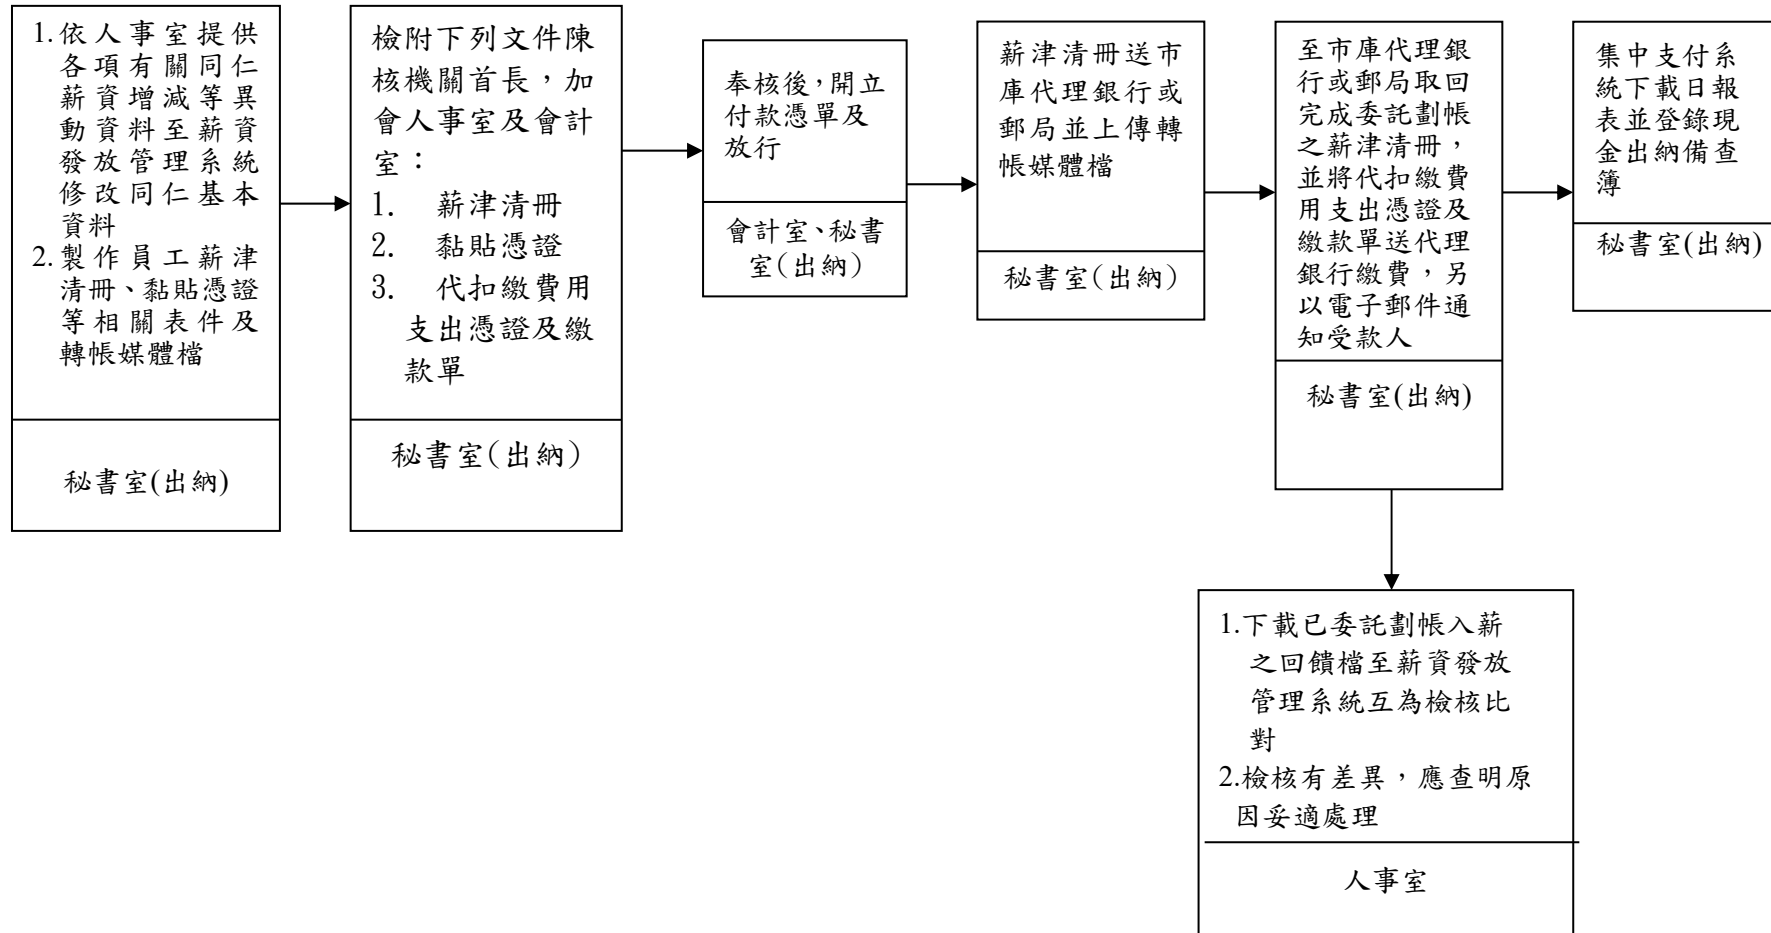 1.依人事室提供
各項有關同仁
薪資增減等異
動資料至薪資
發放管理系統
修改同仁基本
資料
2.製作員工薪津
清冊、黏貼憑證
等相關表件及
轉帳媒體檔
秘書室(出納)
檢附下列文件陳
核機關首長，加
會人事室及會計
室：
1. 薪津清冊
2. 黏貼憑證
3. 代扣繳費用
支出憑證及繳
款單
秘書室(出納)
奉核後，開立
付款憑單及
放行
會計室、秘書
室(出納)
薪津清冊送市
庫代理銀行或
郵局並上傳轉
帳媒體檔
秘書室(出納)
至市庫代理銀
行或郵局取回
完成委託劃帳
之薪津清冊，
並將代扣繳費
用支出憑證及
繳款單送代理
銀行繳費，另
以電子郵件通
知受款人
秘書室(出納)
集中支付系
統下載日報
表並登錄現
金出納備查
簿
秘書室(出納)
1.下載已委託劃帳入薪
之回饋檔至薪資發放
管理系統互為檢核比
對
2.檢核有差異，應查明原
因妥適處理
人事室